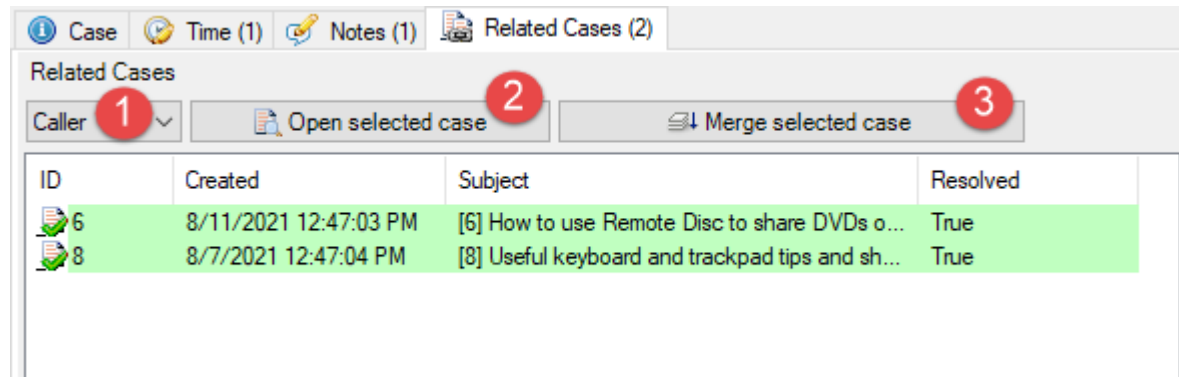 Case Time (1) Notes (1) Related Cases (2)
Related Cases
Caller 1 Open selected case 2 Merge selected case 3
ID Created Subject Resolved
6 8/11/2021 12:47:03 PM [6] How to use Remote Disc to share DVDs o... True
8 8/7/2021 12:47:04 PM [8] Useful keyboard and trackpad tips and sh... True